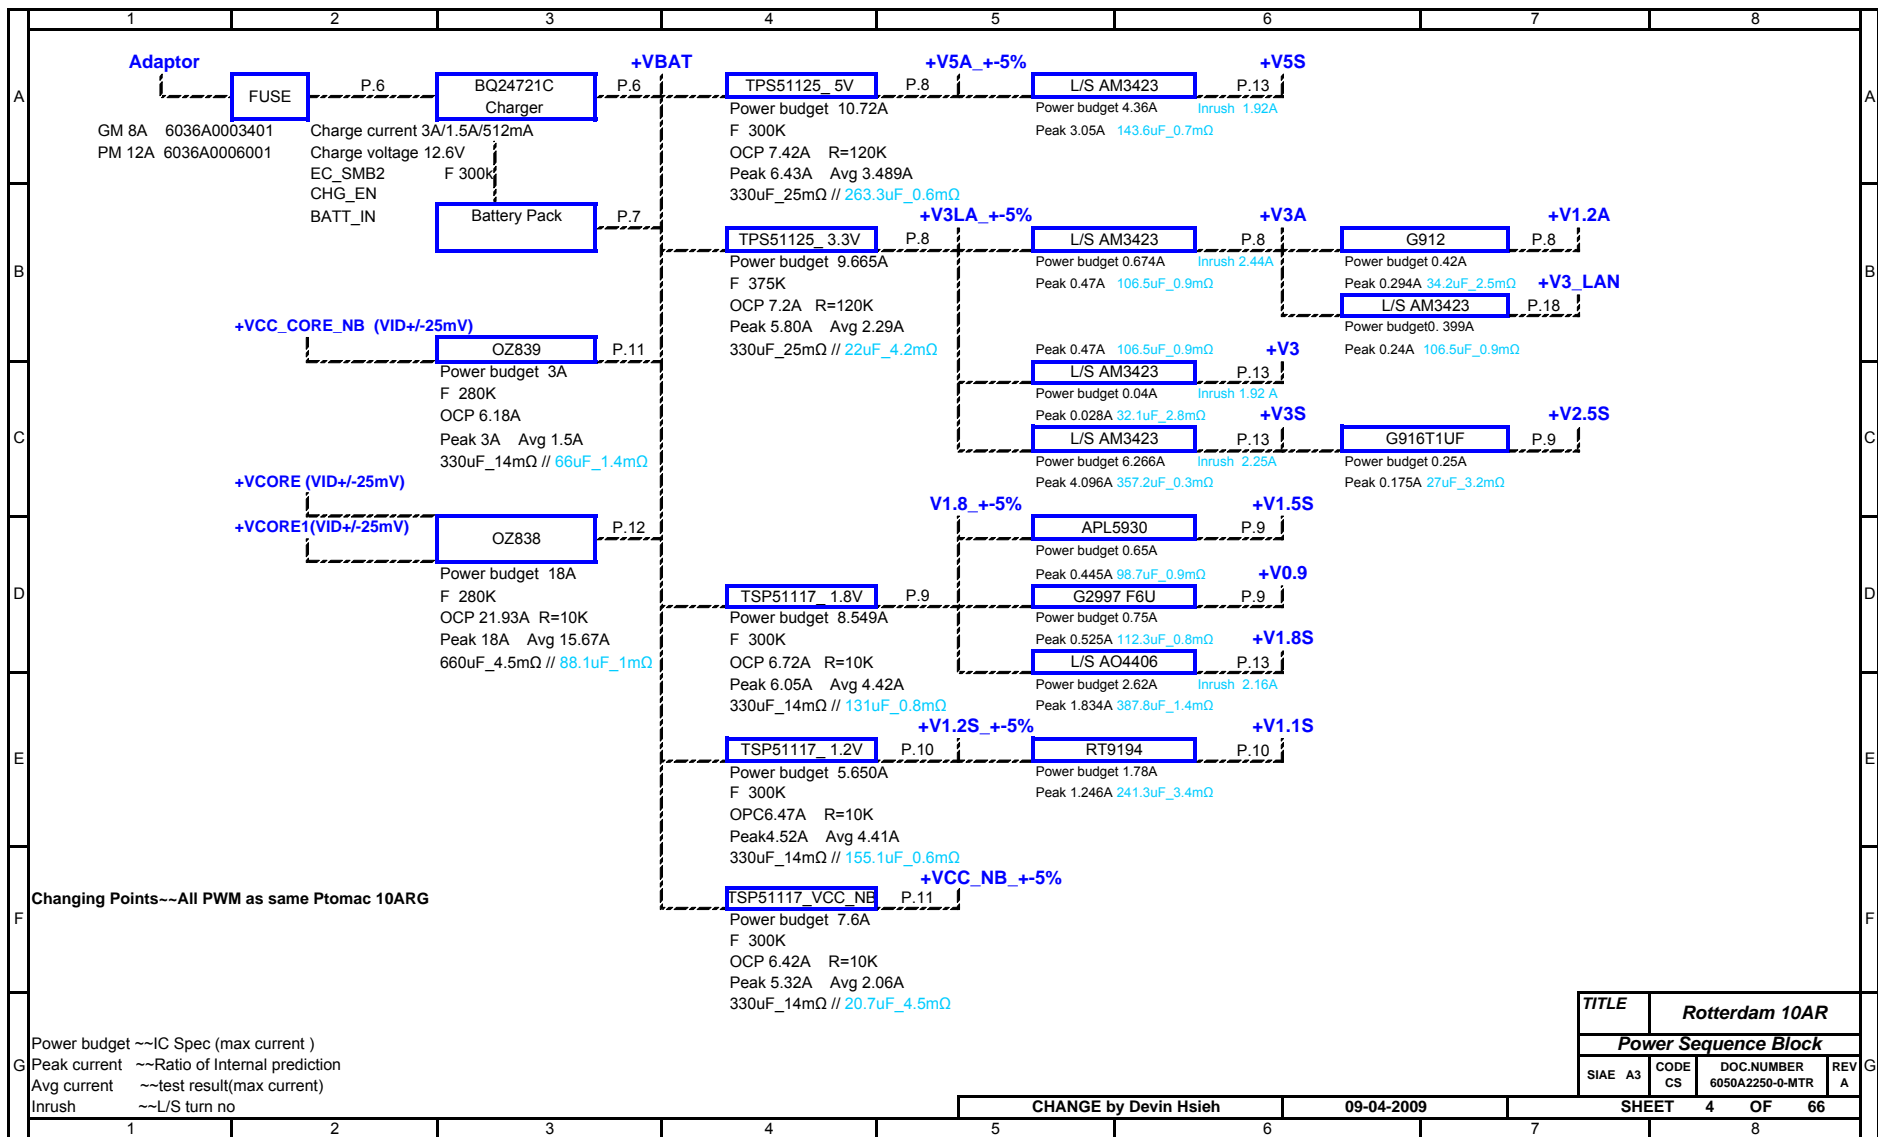 1 2 3 4 5 6 7 8
A A
B B
C C
D D
E E
F F
G G
Adaptor
FUSE
P.6
BQ24721C
Charger
P.6
+VBAT
GM 8A 6036A0003401
PM 12A 6036A0006001
Charge current 3A/1.5A/512mA
Charge voltage 12.6V
EC_SMB2 F 300k
CHG_EN
BATT_IN
Battery Pack
P.7
+VCC_CORE_NB (VID+/-25mV)
OZ839
P.11
Power budget 3A
F 280K
OCP 6.18A
Peak 3A Avg 1.5A
330uF_14mΩ // 66uF_1.4mΩ
+VCORE (VID+/-25mV)
+VCORE1(VID+/-25mV)
OZ838
P.12
Power budget 18A
F 280K
OCP 21.93A R=10K
Peak 18A Avg 15.67A
660uF_4.5mΩ // 88.1uF_1mΩ
TPS51125_ 5V
P.8
+V5A_+-5%
Power budget 10.72A
F 300K
OCP 7.42A R=120K
Peak 6.43A Avg 3.489A
330uF_25mΩ // 263.3uF_0.6mΩ
L/S AM3423
P.13
+V5S
Power budget 4.36A Inrush 1.92A
Peak 3.05A 143.6uF_0.7mΩ
TPS51125_ 3.3V
P.8
+V3LA_+-5%
Power budget 9.665A
F 375K
OCP 7.2A R=120K
Peak 5.80A Avg 2.29A
330uF_25mΩ // 22uF_4.2mΩ
L/S AM3423
P.8
+V3A
Power budget 0.674A Inrush 2.44A
Peak 0.47A 106.5uF_0.9mΩ
G912
P.8
+V1.2A
Power budget 0.42A
Peak 0.294A 34.2uF_2.5mΩ
+V3_LAN
L/S AM3423
P.18
Power budget0. 399A
Peak 0.24A 106.5uF_0.9mΩ
Peak 0.47A 106.5uF_0.9mΩ
+V3
L/S AM3423
P.13
Power budget 0.04A Inrush 1.92 A
Peak 0.028A 32.1uF_2.8mΩ
+V3S
L/S AM3423
P.13
Power budget 6.266A Inrush 2.25A
Peak 4.096A 357.2uF_0.3mΩ
G916T1UF
P.9
+V2.5S
Power budget 0.25A
Peak 0.175A 27uF_3.2mΩ
TSP51117_ 1.8V
P.9
V1.8_+-5%
Power budget 8.549A
F 300K
OCP 6.72A R=10K
Peak 6.05A Avg 4.42A
330uF_14mΩ // 131uF_0.8mΩ
APL5930
P.9
+V1.5S
Power budget 0.65A
Peak 0.445A 98.7uF_0.9mΩ
+V0.9
G2997 F6U
P.9
Power budget 0.75A
Peak 0.525A 112.3uF_0.8mΩ
+V1.8S
L/S AO4406
P.13
Power budget 2.62A Inrush 2.16A
Peak 1.834A 387.8uF_1.4mΩ
TSP51117_ 1.2V
P.10
+V1.2S_+-5%
Power budget 5.650A
F 300K
OPC6.47A R=10K
Peak4.52A Avg 4.41A
330uF_14mΩ // 155.1uF_0.6mΩ
RT9194
P.10
+V1.1S
Power budget 1.78A
Peak 1.246A 241.3uF_3.4mΩ
TSP51117_VCC_NB
P.11
+VCC_NB_+-5%
Power budget 7.6A
F 300K
OCP 6.42A R=10K
Peak 5.32A Avg 2.06A
330uF_14mΩ // 20.7uF_4.5mΩ
Changing Points~~All PWM as same Ptomac 10ARG
Power budget ~~IC Spec (max current )
Peak current ~~Ratio of Internal prediction
Avg current ~~test result(max current)
Inrush ~~L/S turn no
TITLE Rotterdam 10AR
Power Sequence Block
SIAE A3 CODE CS DOC.NUMBER 6050A2250-0-MTR REV A
CHANGE by Devin Hsieh 09-04-2009 SHEET 4 OF 66
1 2 3 4 5 6 7 8